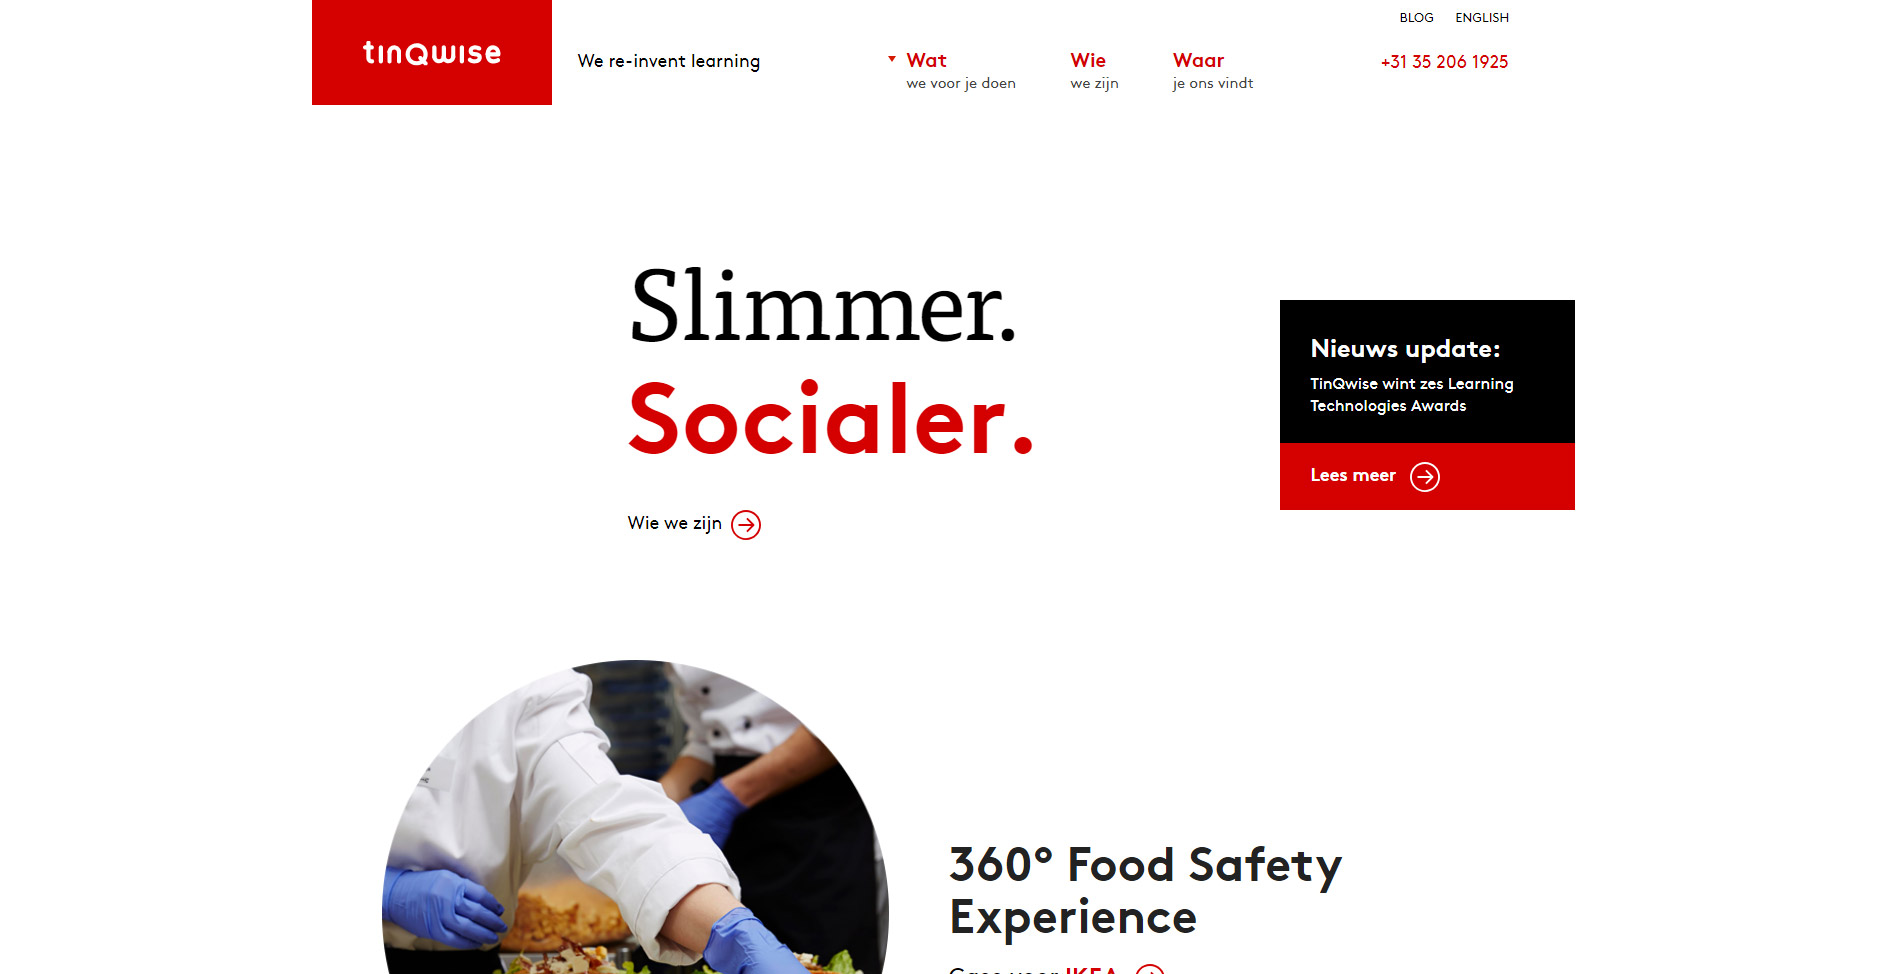 BLOG ENGLISH
tinQwise
We re-invent learning
Wat
we voor je doen
Wie
we zijn
Waar
je ons vindt
+31 35 206 1925
Slimmer.
Socialer.
Wie we zijn
Nieuws update:
TinQwise wint zes Learning
Technologies Awards
Lees meer
360° Food Safety
Experience
Case voor IKEA